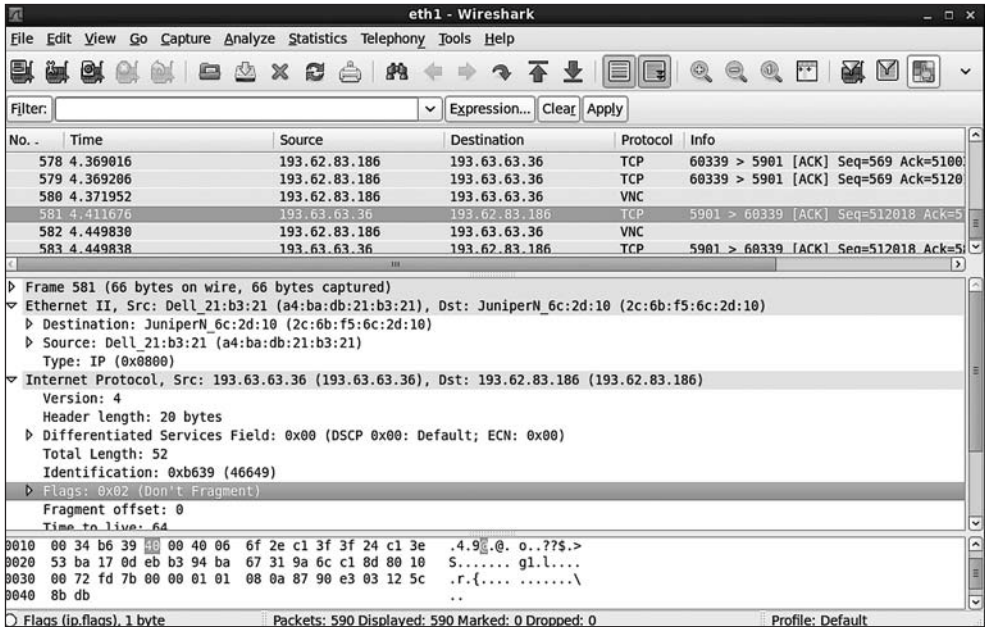 eth1 - Wireshark
File Edit View Go Capture Analyze Statistics Telephony Tools Help
Filter: Expression... Clear Apply
No. . Time Source Destination Protocol Info
578 4.369016 193.62.83.186 193.63.63.36 TCP 60339 > 5901 [ACK] Seq=569 Ack=5100
579 4.369206 193.62.83.186 193.63.63.36 TCP 60339 > 5901 [ACK] Seq=569 Ack=5120
580 4.371952 193.62.83.186 193.63.63.36 VNC
581 4.411676 193.63.63.36 193.62.83.186 TCP 5901 > 60339 [ACK] Seq=512018 Ack=5
582 4.449830 193.62.83.186 193.63.63.36 VNC
583 4.449838 193.63.63.36 193.62.83.186 TCP 5901 > 60339 [ACK] Seq=512018 Ack=5
Frame 581 (66 bytes on wire, 66 bytes captured)
Ethernet II, Src: Dell_21:b3:21 (a4:ba:db:21:b3:21), Dst: JuniperN_6c:2d:10 (2c:6b:f5:6c:2d:10)
Destination: JuniperN_6c:2d:10 (2c:6b:f5:6c:2d:10)
Source: Dell_21:b3:21 (a4:ba:db:21:b3:21)
Type: IP (0x0800)
Internet Protocol, Src: 193.63.63.36 (193.63.63.36), Dst: 193.62.83.186 (193.62.83.186)
Version: 4
Header length: 20 bytes
Differentiated Services Field: 0x00 (DSCP 0x00: Default; ECN: 0x00)
Total Length: 52
Identification: 0xb639 (46649)
Flags: 0x02 (Don't Fragment)
Fragment offset: 0
Time to live: 64
0010 00 34 b6 39 40 00 40 06 6f 2e c1 3f 3f 24 c1 3e .4.9@.@. o..??$.>
0020 53 ba 17 0d eb b3 94 ba 67 31 9a 6c c1 8d 80 10 S....... g1.l....
0030 00 72 fd 7b 00 00 01 01 08 0a 87 90 e3 03 12 5c .r.{.... .......\
0040 8b db ..
Flags (ip.flags), 1 byte Packets: 590 Displayed: 590 Marked: 0 Dropped: 0 Profile: Default